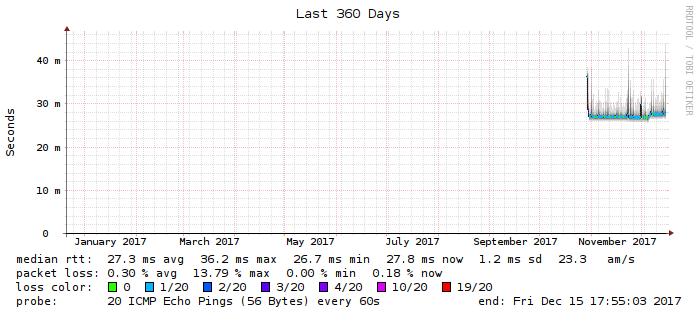 Last 360 Days
RRDTOOL / TOBI OETIKER
Seconds
40 m
30 m
20 m
10 m
0
January 2017 March 2017 May 2017 July 2017 September 2017 November 2017
median rtt: 27.3 ms avg 36.2 ms max 26.7 ms min 27.8 ms now 1.2 ms sd 23.3 am/s
packet loss: 0.30 % avg 13.79 % max 0.00 % min 0.18 % now
loss color: 0 1/20 2/20 3/20 4/20 10/20 19/20
probe: 20 ICMP Echo Pings (56 Bytes) every 60s end: Fri Dec 15 17:55:03 2017